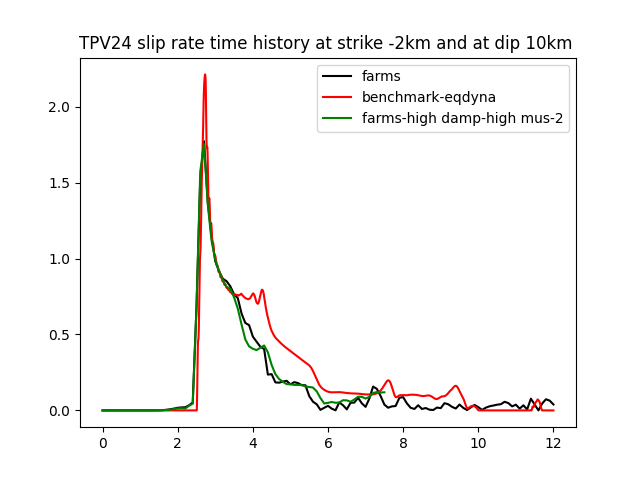 TPV24 slip rate time history at strike -2km and at dip 10km
farms
benchmark-eqdyna
farms-high damp-high mus-2
2.0
1.5
1.0
0.5
0.0
0 2 4 6 8 10 12